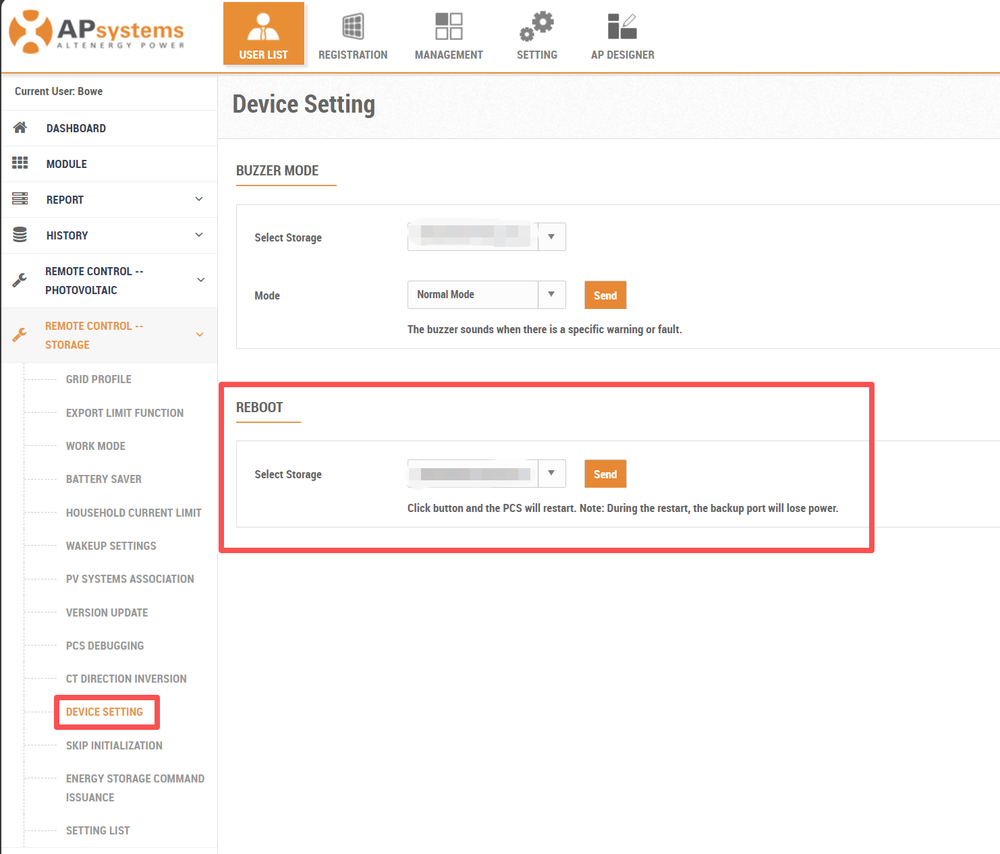 APsystems
ALTENERGY POWER
USER LIST
REGISTRATION
MANAGEMENT
SETTING
AP DESIGNER
Current User: Bowe
DASHBOARD
MODULE
REPORT
HISTORY
REMOTE CONTROL --
PHOTOVOLTAIC
REMOTE CONTROL --
STORAGE
GRID PROFILE
EXPORT LIMIT FUNCTION
WORK MODE
BATTERY SAVER
HOUSEHOLD CURRENT LIMIT
WAKEUP SETTINGS
PV SYSTEMS ASSOCIATION
VERSION UPDATE
PCS DEBUGGING
CT DIRECTION INVERSION
DEVICE SETTING
SKIP INITIALIZATION
ENERGY STORAGE COMMAND
ISSUANCE
SETTING LIST
Device Setting
BUZZER MODE
Select Storage
Mode
Normal Mode
Send
The buzzer sounds when there is a specific warning or fault.
REBOOT
Select Storage
Send
Click button and the PCS will restart. Note: During the restart, the backup port will lose power.